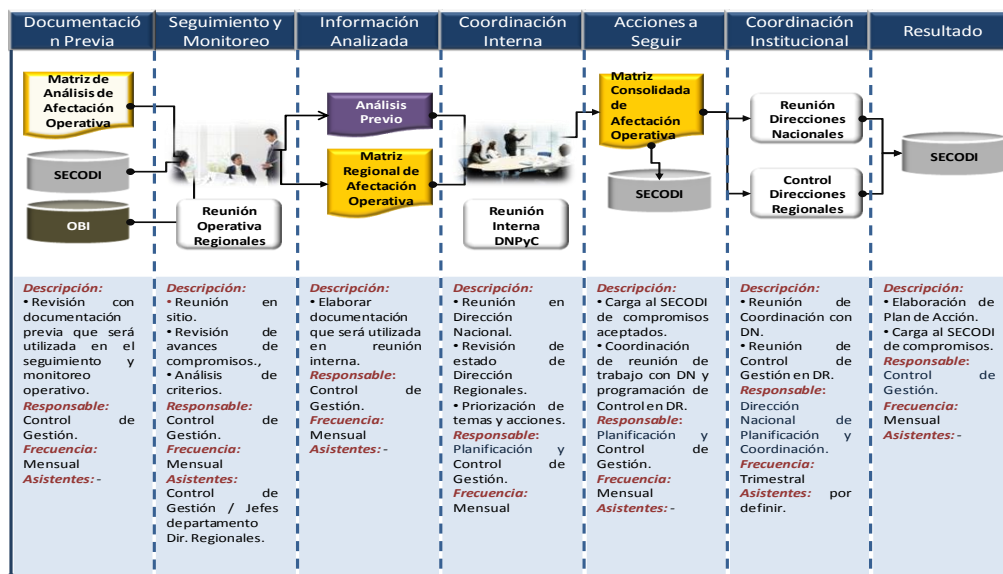 Documentació
n Previa
Seguimiento y
Monitoreo
Información
Analizada
Coordinación
Interna
Acciones a
Seguir
Coordinación
Institucional
Resultado
Matriz de
Análisis de
Afectación
Operativa
SECODI
OBI
Reunión
Operativa
Regionales
Análisis
Previo
Matriz
Regional de
Afectación
Operativa
Reunión
Interna
DNPyC
Matriz
Consolidada
de
Afectación
Operativa
SECODI
Reunión
Direcciones
Nacionales
Control
Direcciones
Regionales
SECODI
Descripción:
• Revisión con
documentación
previa que será
utilizada en el
seguimiento y
monitoreo
operativo.
Responsable:
Control de
Gestión.
Frecuencia:
Mensual
Asistentes: -
Descripción:
• Reunión en
sitio.
• Revisión de
avances de
compromisos.,
• Análisis de
criterios.
Responsable:
Control de
Gestión.
Frecuencia:
Mensual
Asistentes:
Control de
Gestión / Jefes
departamento
Dir. Regionales.
Descripción:
• Elaborar
documentación
que será utilizada
en reunión
interna.
Responsable:
Control de
Gestión.
Frecuencia:
Mensual
Asistentes: -
Descripción:
• Reunión en
Dirección
Nacional.
• Revisión de
estado de
Dirección
Regionales.
• Priorización de
temas y acciones.
Responsable:
Planificación y
Control de
Gestión.
Frecuencia:
Mensual
Descripción:
• Carga al SECODI
de compromisos
aceptados.
• Coordinación
de reunión de
trabajo con DN y
programación de
Control en DR.
Responsable:
Planificación y
Control de
Gestión.
Frecuencia:
Mensual
Asistentes: -
Descripción:
• Reunión de
Coordinación con
DN.
• Reunión de
Control de
Gestión en DR.
Responsable:
Dirección
Nacional de
Planificación y
Coordinación.
Frecuencia:
Trimestral
Asistentes: por
definir.
Descripción:
• Elaboración de
Plan de Acción.
• Carga al SECODI
de compromisos.
Responsable:
Control de
Gestión.
Frecuencia:
Mensual
Asistentes: -